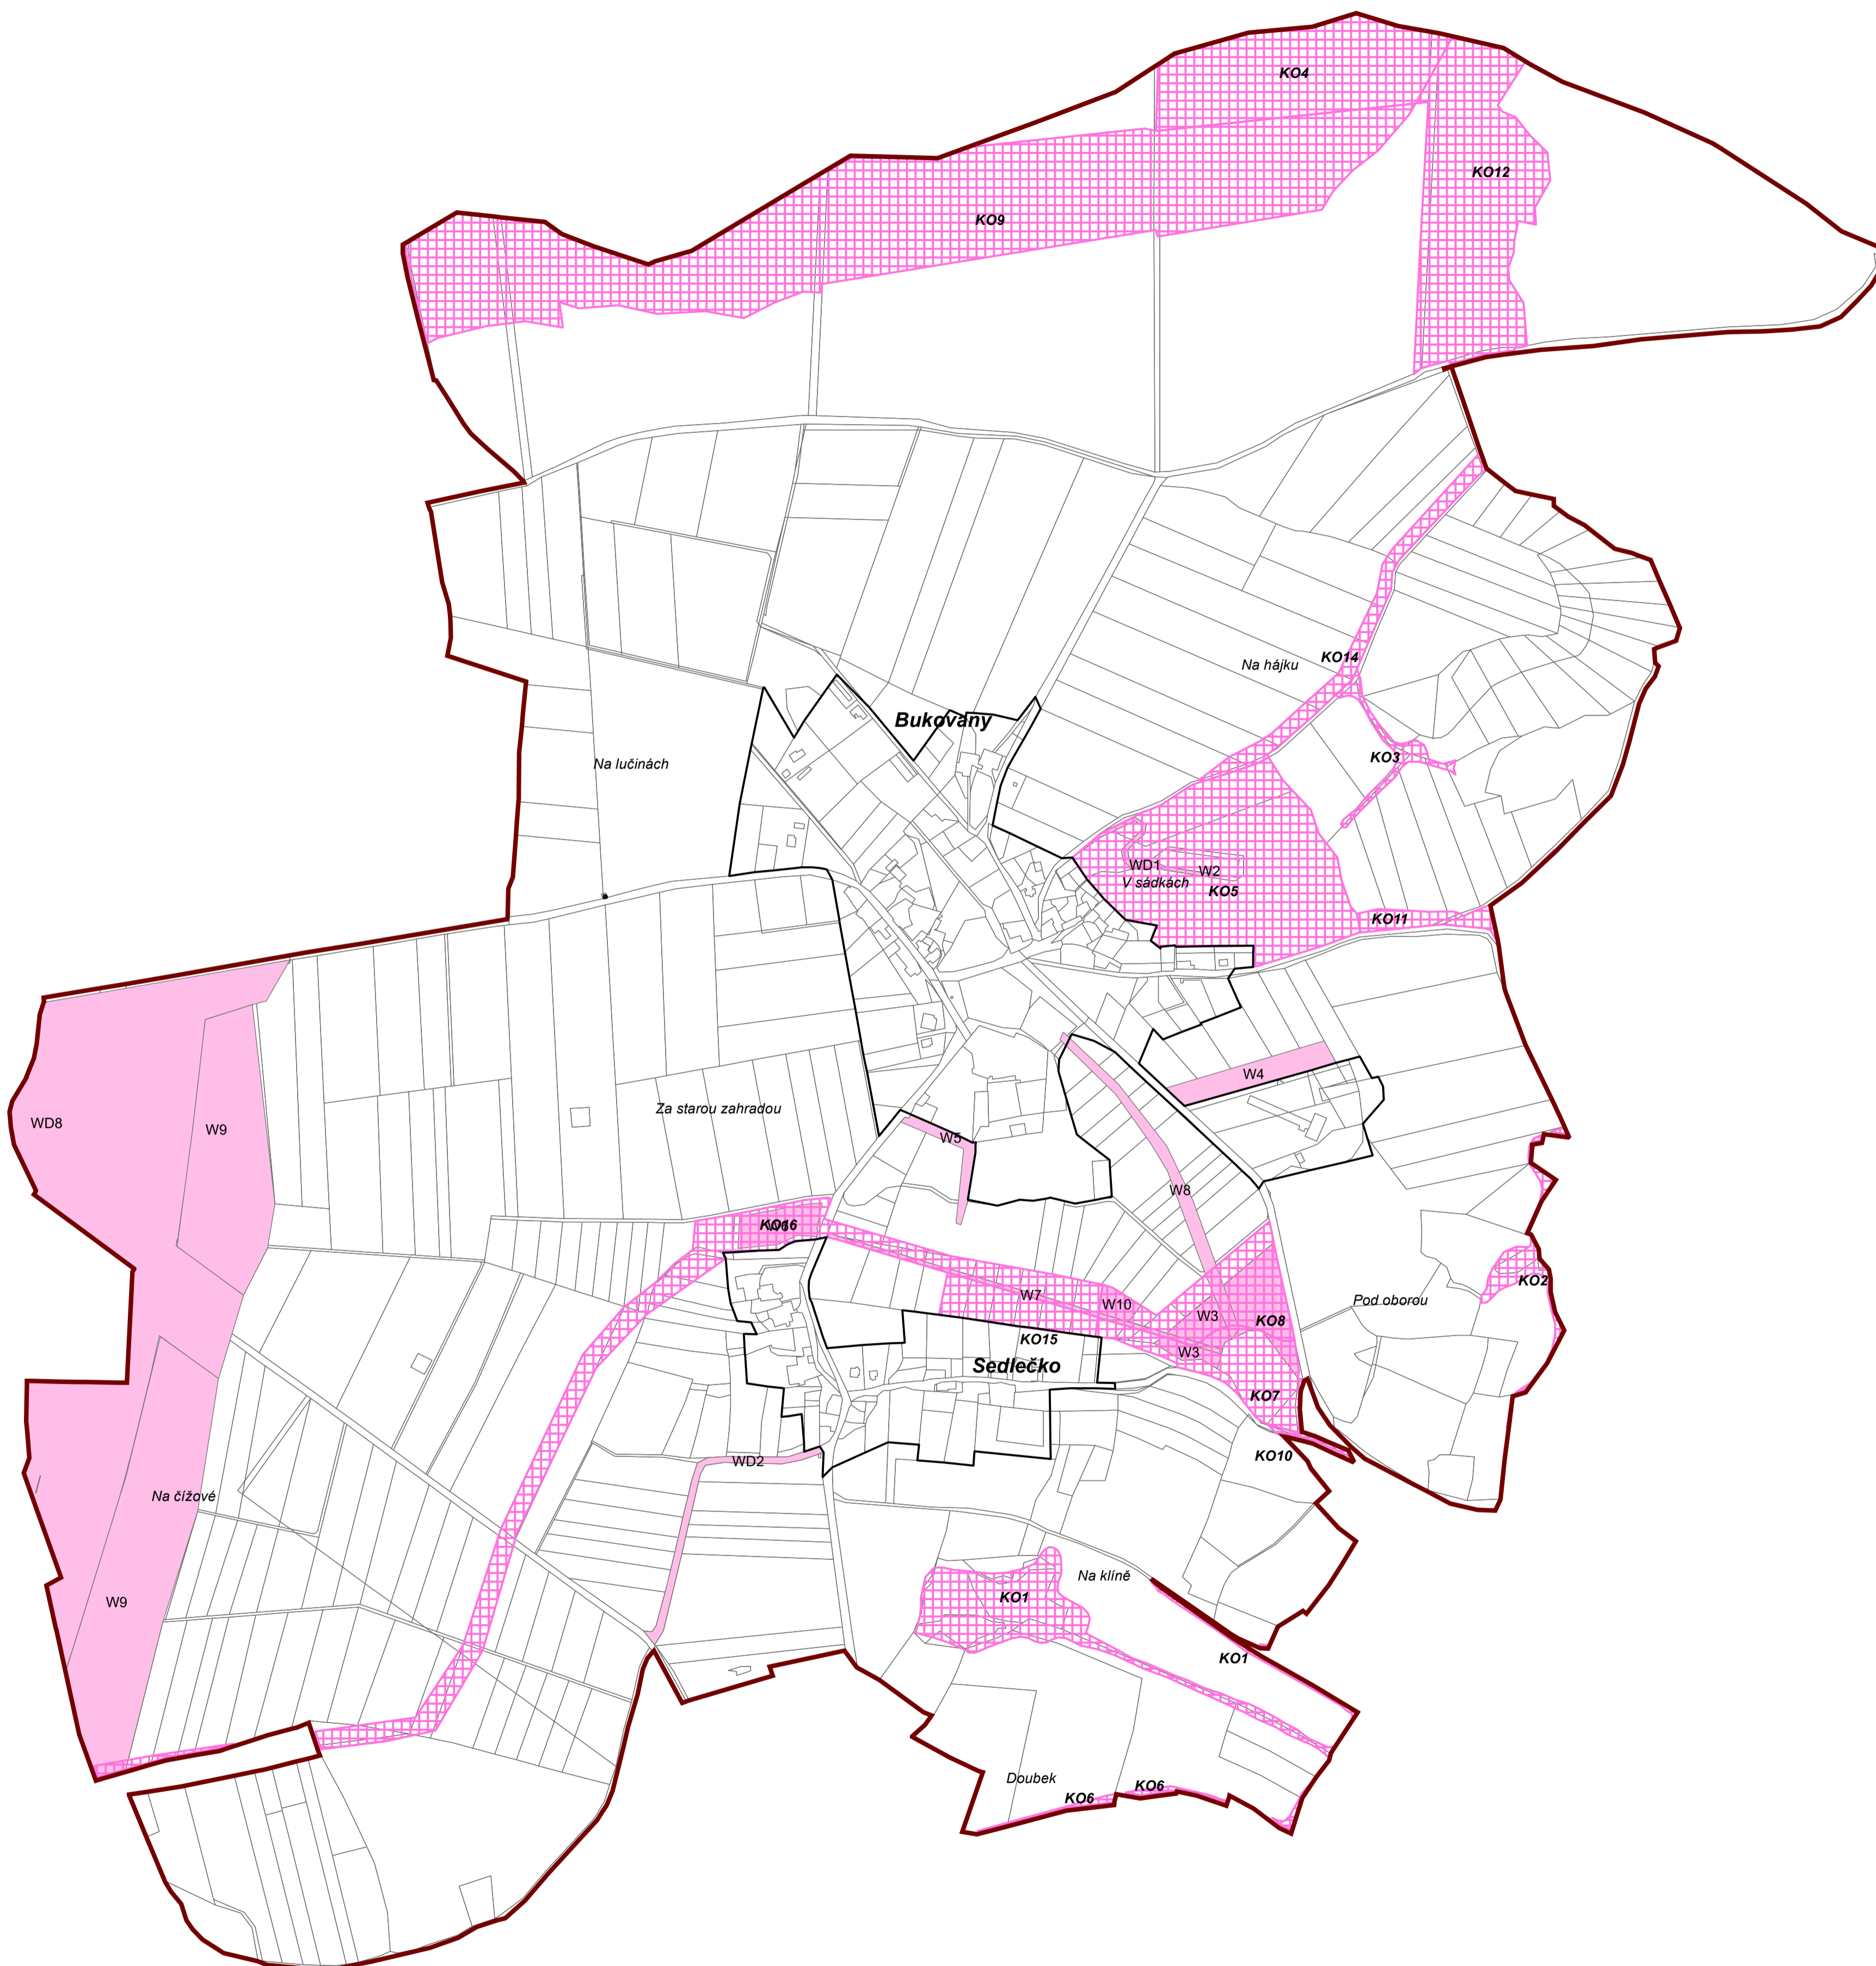 KO4
KO12
KO9
Na hájku
KO14
Bukovany
KO3
Na lučinách
WD1
W2
V sádkách
KO5
KO11
W4
WD8
W9
Za starou zahradou
W5
W8
KO16
W6
KO2
W7
W10
Pod oborou
W3
KO8
KO15
W3
Sedlečko
KO7
KO10
WD2
Na čížové
Na klíně
KO1
W9
KO1
Doubek
KO6
KO6